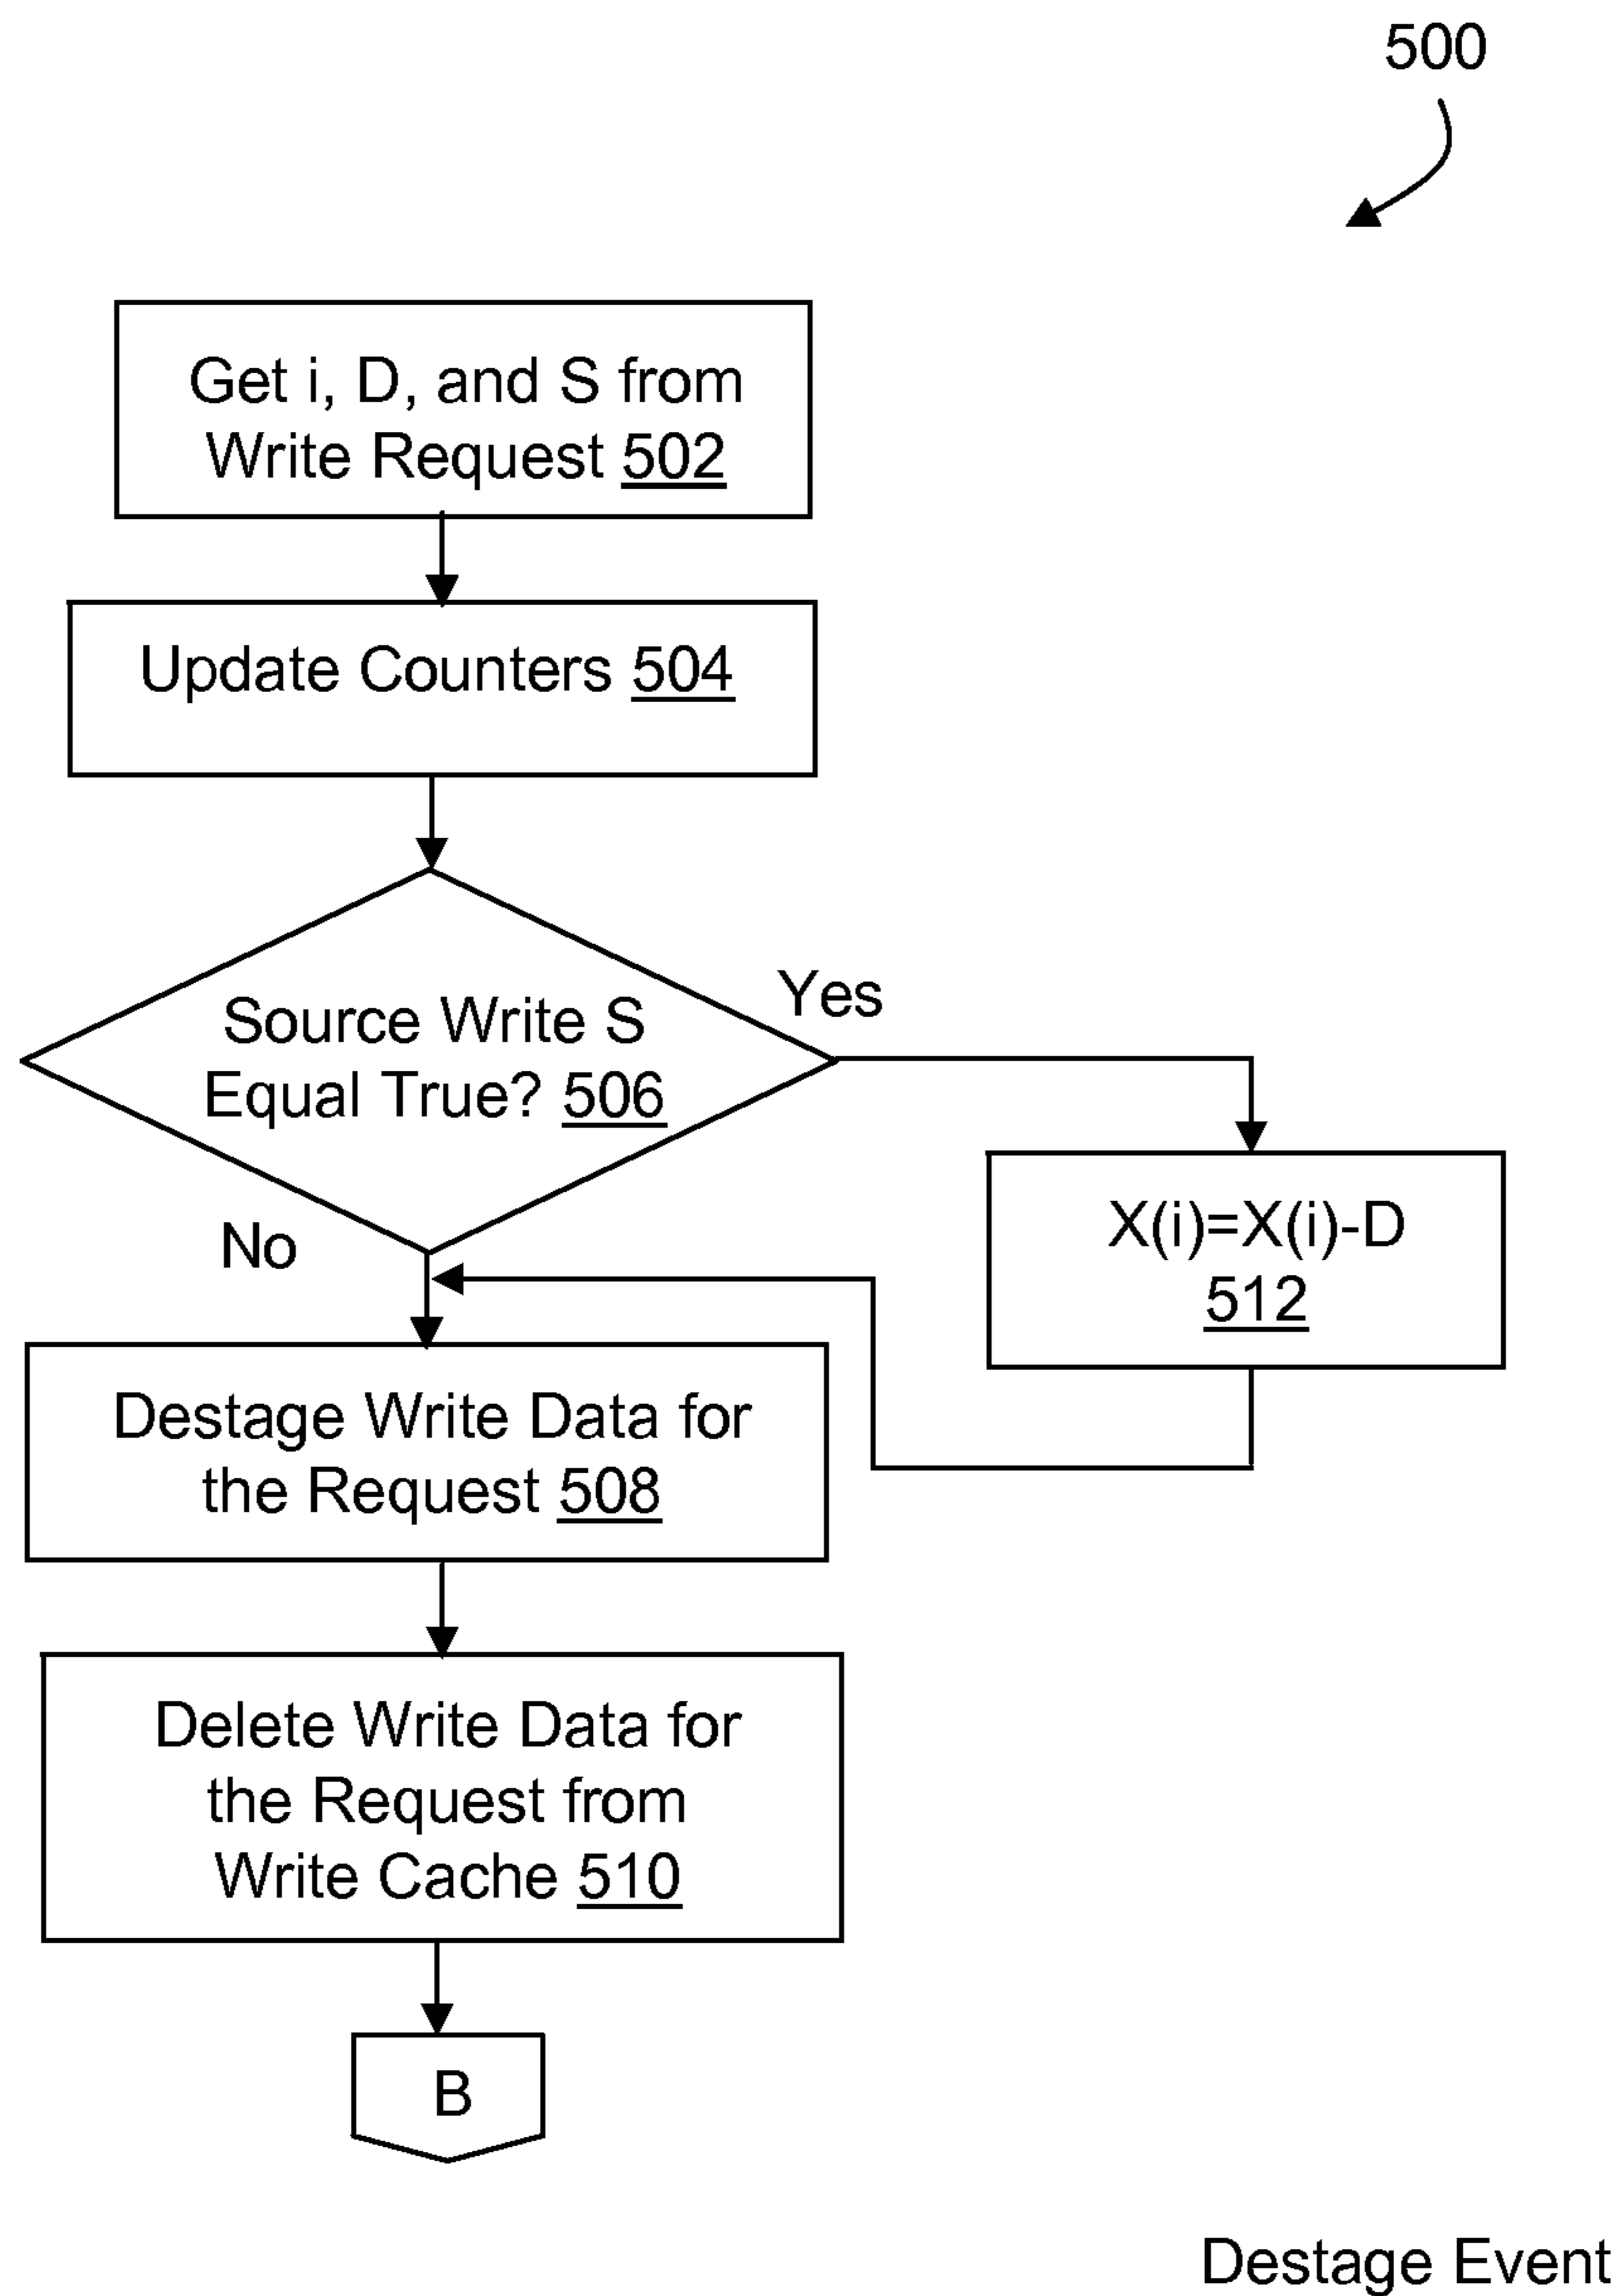 500
Get i, D, and S from
Write Request 502
Update Counters 504
Source Write S
Equal True? 506
Yes
No
X(i)=X(i)-D
512
Destage Write Data for
the Request 508
Delete Write Data for
the Request from
Write Cache 510
B
Destage Event